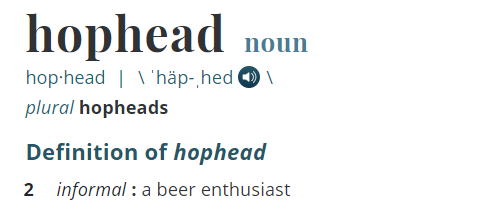 hophead noun
hop·head | \ ˈhäp-ˌhed \
plural hopheads
Definition of hophead
2 informal : a beer enthusiast